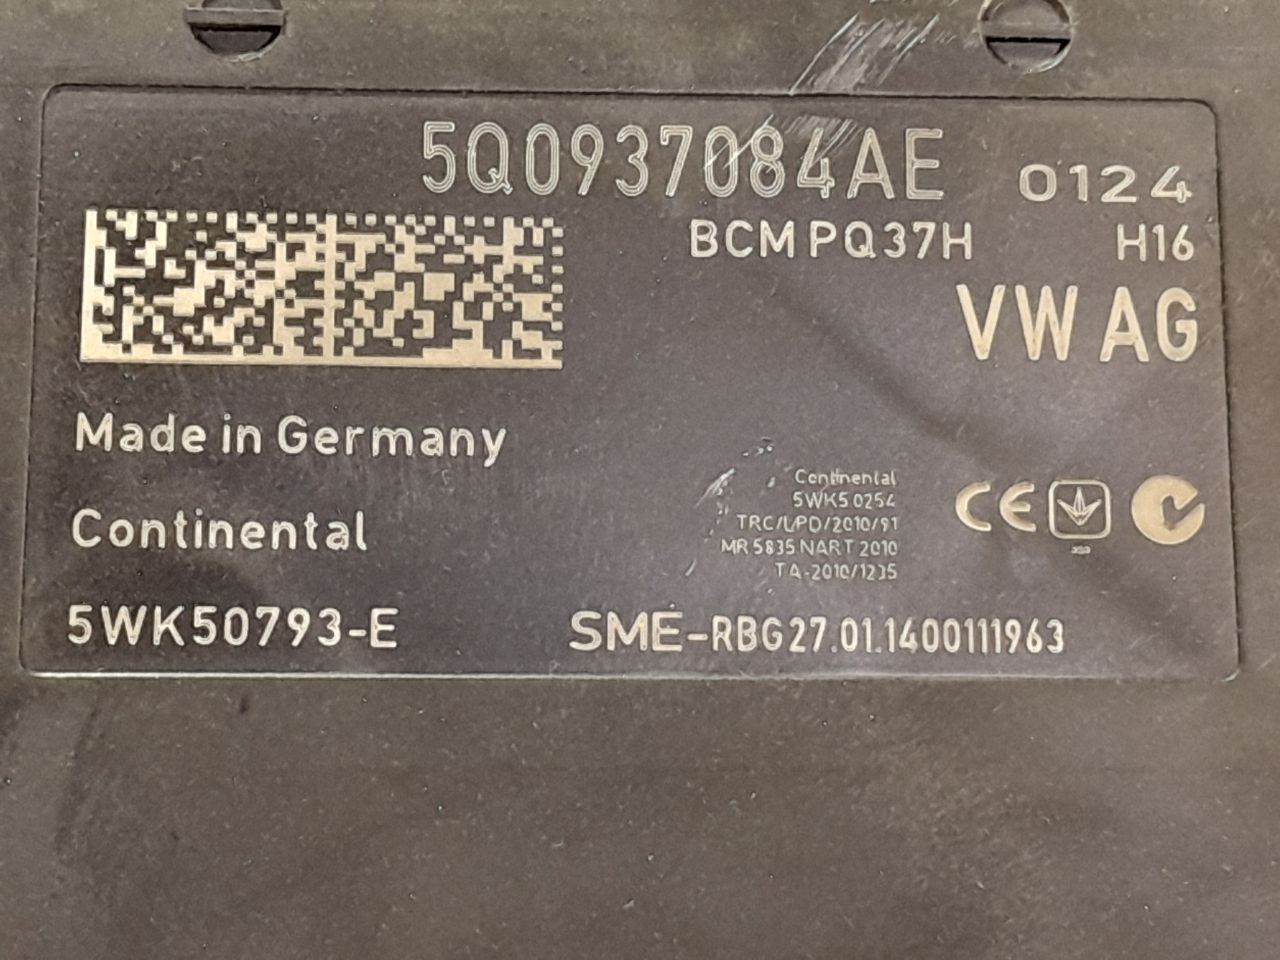 5Q0937084AE 0124
BCM PQ37H H16
VW AG
Made in Germany
Continental
5WK50793-E
Continental
5WK50254
TRC/LPD/2010/91
MR 5835 NART 2010
TA-2010/1235
CE
SME-RBG27.01.1400111963